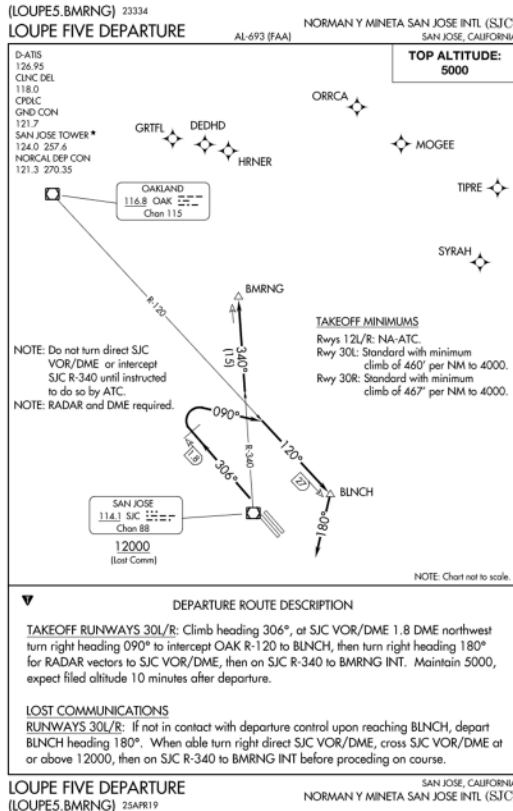 (LOUPE5.BMRNG) 23334
NORMAN Y MINETA SAN JOSE INTL (SJC)
LOUPE FIVE DEPARTURE
AL-693 (FAA)
SAN JOSE, CALIFORNIA
D-ATIS
126.95
CLNC DEL
118.0
CPDLC
GND CON
121.7
SAN JOSE TOWER★
124.0 257.6
NORCAL DEP CON
121.3 270.35
TOP ALTITUDE:
5000
ORRCA
GRTFL
DEDHD
HRNER
MOGEE
TIPRE
SYRAH
OAKLAND
116.8 OAK
Chan 115
R-120
BMRNG
340°
(15)
TAKEOFF MINIMUMS
Rwys 12L/R: NA-ATC.
Rwy 30L: Standard with minimum
climb of 460' per NM to 4000.
Rwy 30R: Standard with minimum
climb of 467' per NM to 4000.
NOTE: Do not turn direct SJC
VOR/DME or intercept
SJC R-340 until instructed
to do so by ATC.
NOTE: RADAR and DME required.
090°
1.8
306°
R-340
120°
27
BLNCH
180°
SAN JOSE
114.1 SJC
Chan 88
12000
(Lost Comm)
NOTE: Chart not to scale.
▼
DEPARTURE ROUTE DESCRIPTION
TAKEOFF RUNWAYS 30L/R: Climb heading 306°, at SJC VOR/DME 1.8 DME northwest
turn right heading 090° to intercept OAK R-120 to BLNCH, then turn right heading 180°
for RADAR vectors to SJC VOR/DME, then on SJC R-340 to BMRNG INT. Maintain 5000,
expect filed altitude 10 minutes after departure.
LOST COMMUNICATIONS
RUNWAYS 30L/R: If not in contact with departure control upon reaching BLNCH, depart
BLNCH heading 180°. When able turn right direct SJC VOR/DME, cross SJC VOR/DME at
or above 12000, then on SJC R-340 to BMRNG INT before proceding on course.
LOUPE FIVE DEPARTURE
SAN JOSE, CALIFORNIA
(LOUPE5.BMRNG) 25APR19
NORMAN Y MINETA SAN JOSE INTL (SJC)